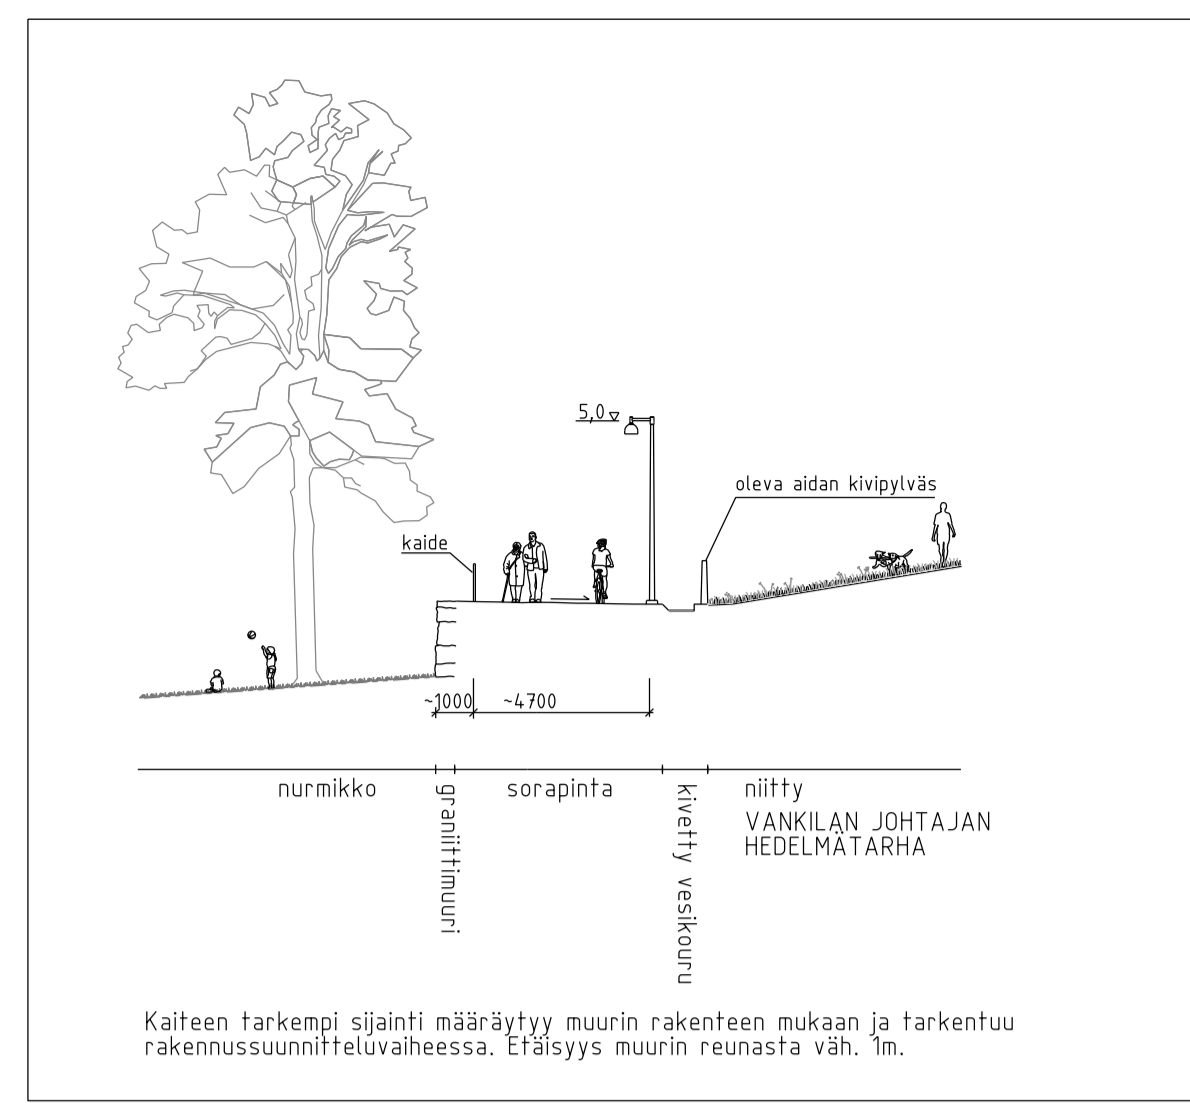 5,0
oleva aidan kivipylväs
kaide
~1000
~4700
nurmikko
graniittimuuri
sorapinta
kivetty vesikouru
niitty
VANKILAN JOHTAJAN
HEDELMÄTARHA
Kaiteen tarkempi sijainti määräytyy muurin rakenteen mukaan ja tarkentuu
rakennussuunnitteluvaiheessa. Etäisyys muurin reunasta väh. 1m.